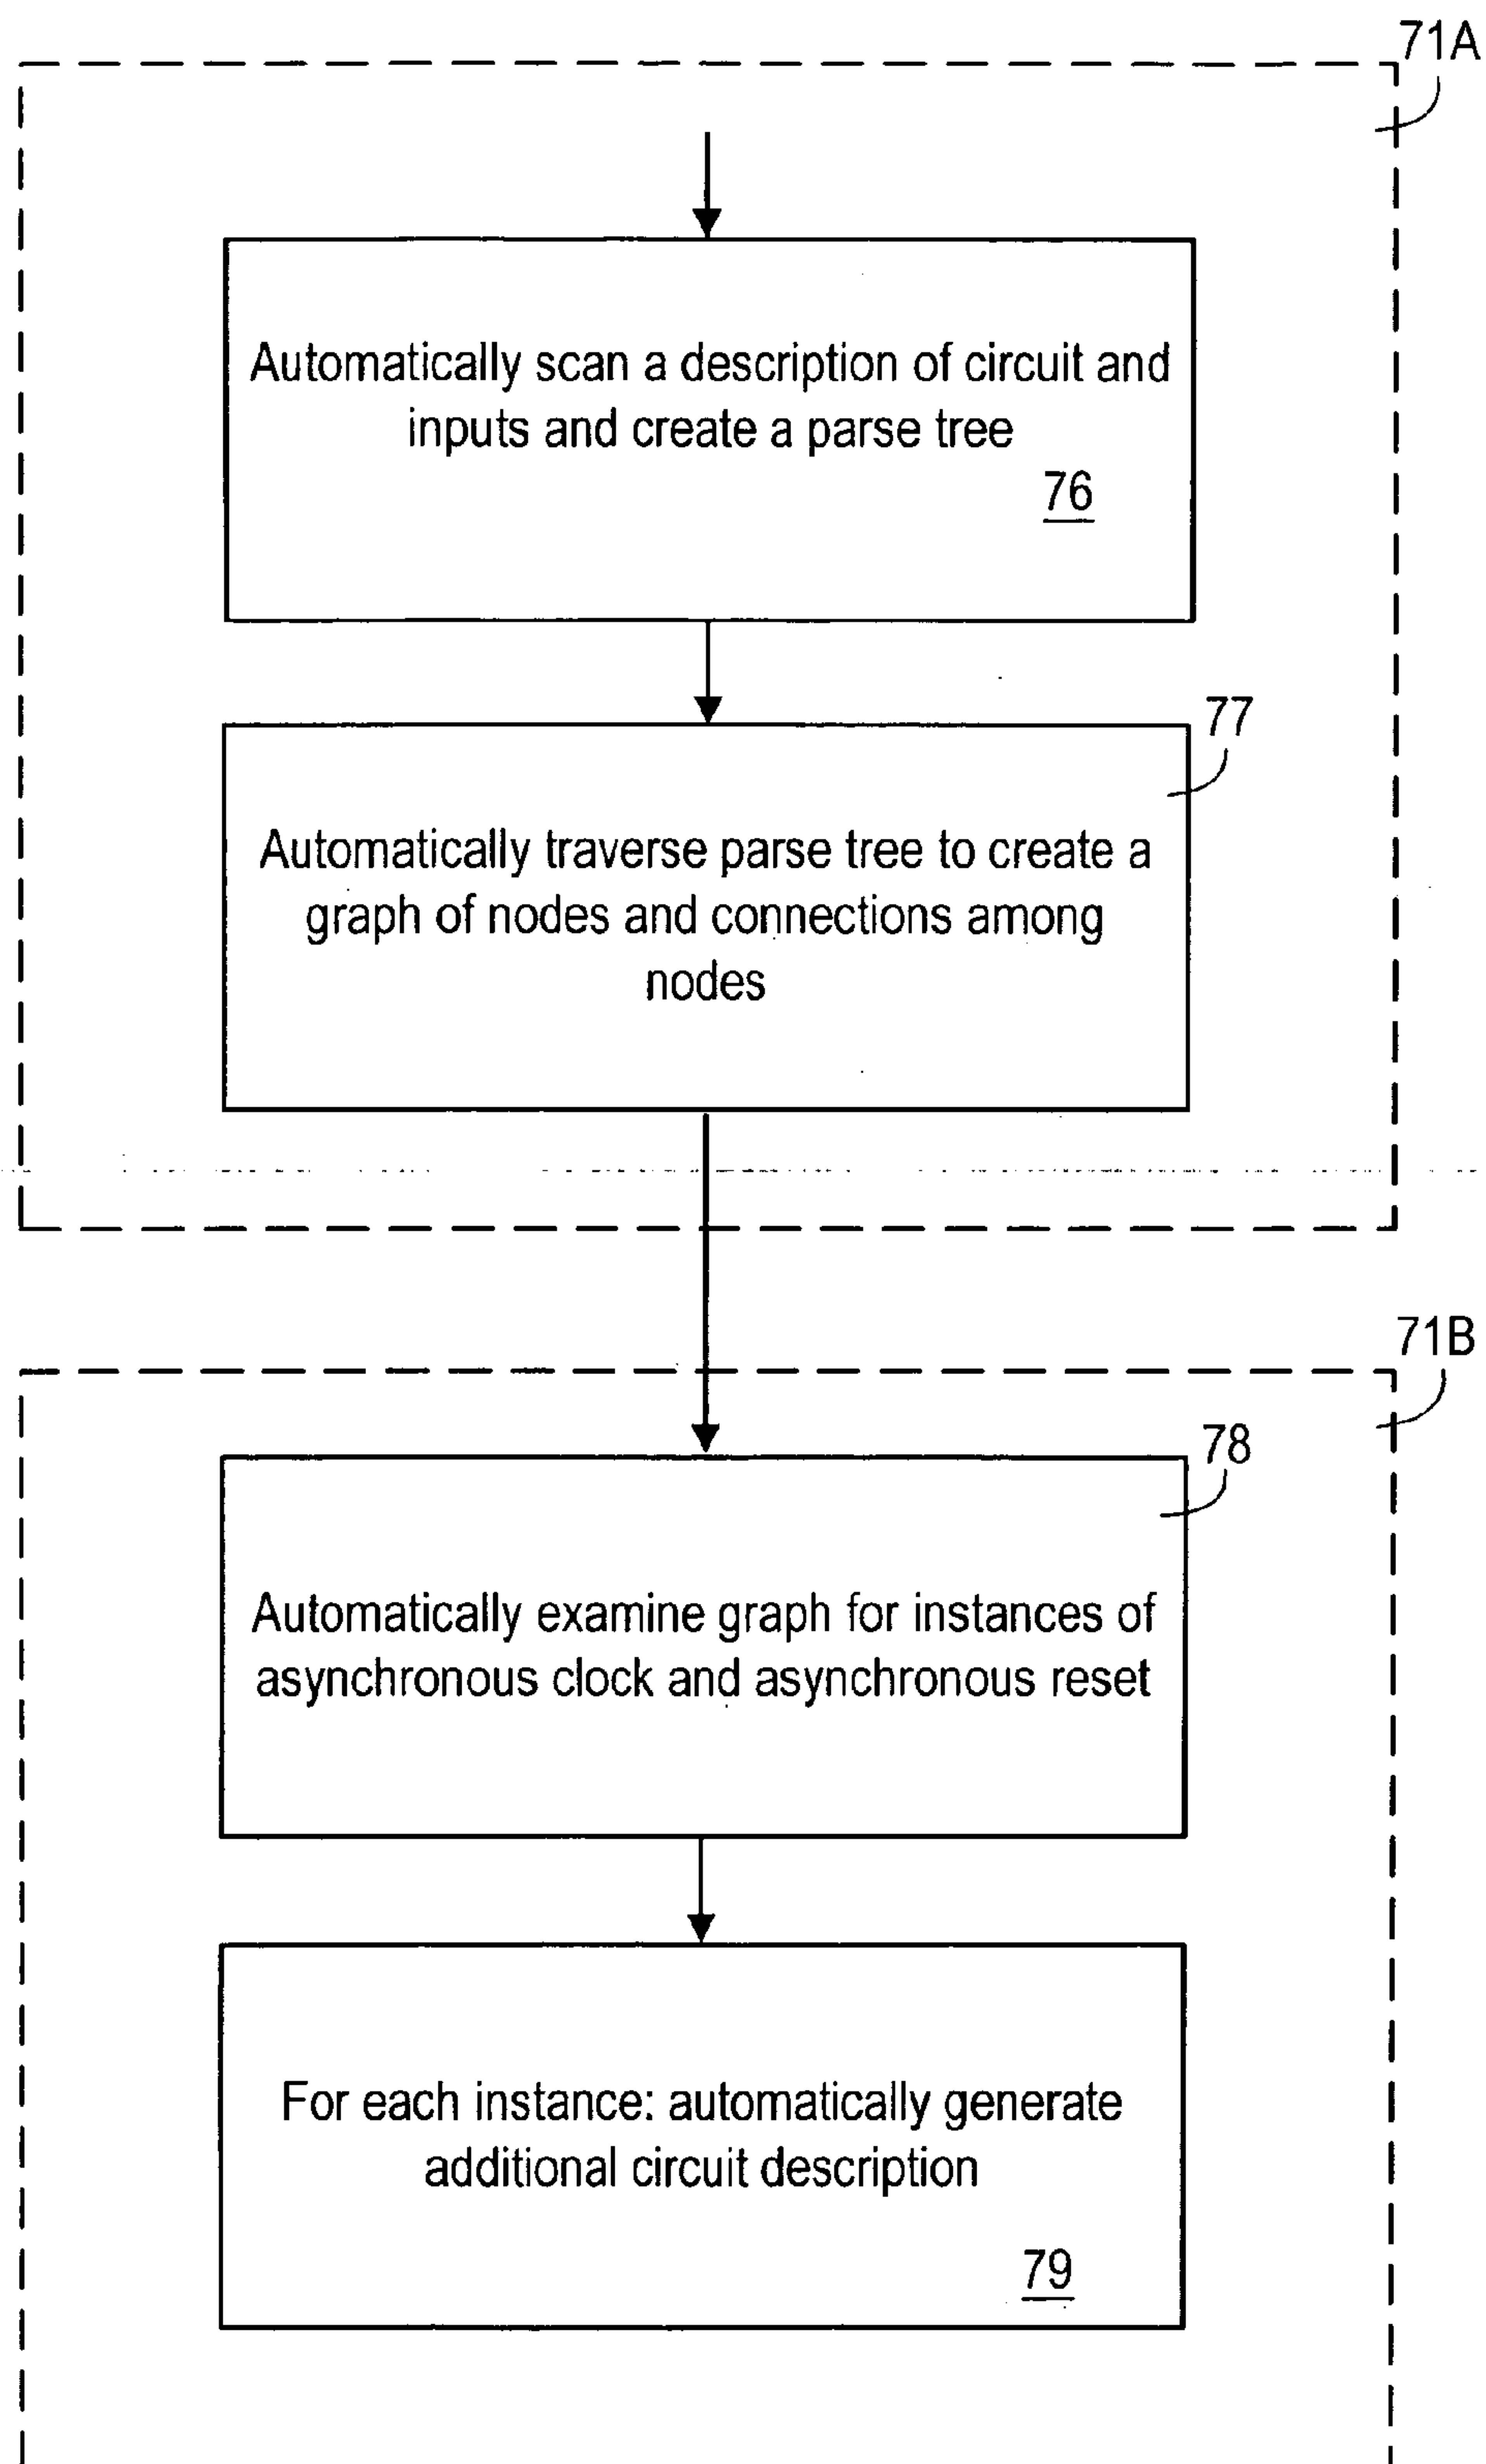 71A
Automatically scan a description of circuit and
inputs and create a parse tree
76
77
Automatically traverse parse tree to create a
graph of nodes and connections among
nodes
71B
78
Automatically examine graph for instances of
asynchronous clock and asynchronous reset
For each instance: automatically generate
additional circuit description
79